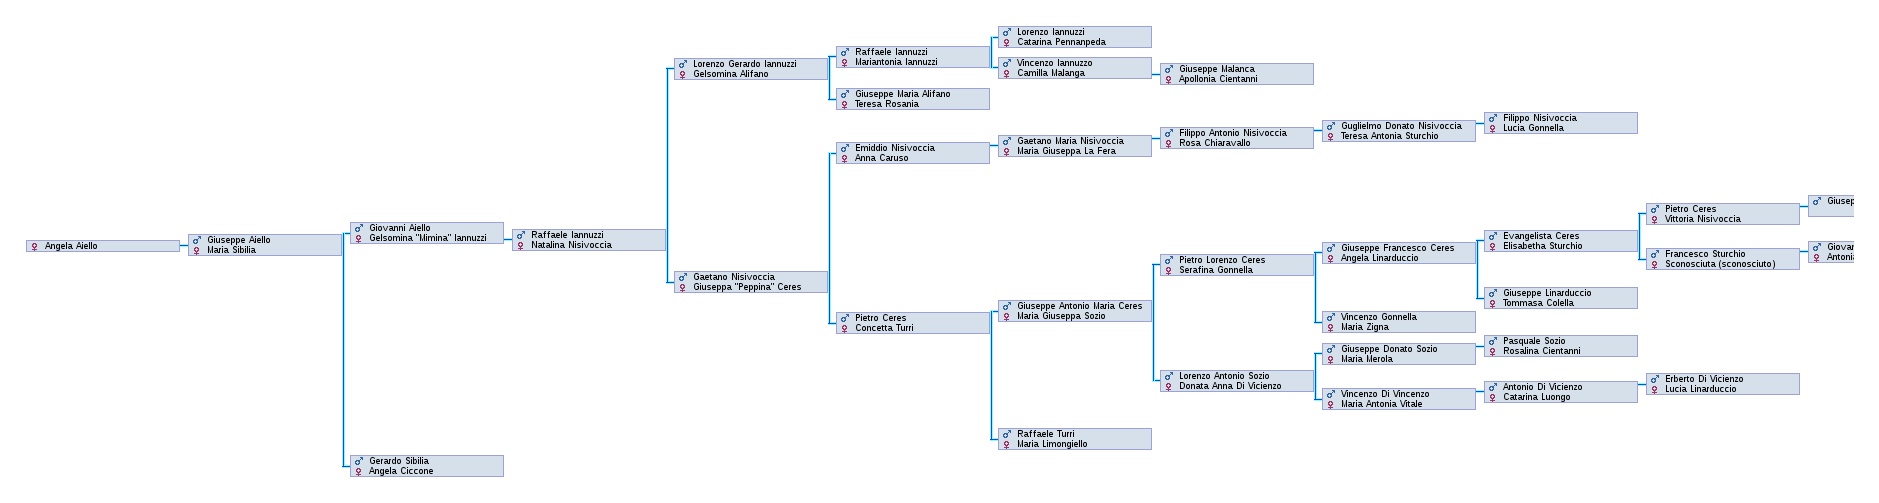 Angela Aiello
Giuseppe Aiello
Maria Sibilia
Giovanni Aiello
Gelsomina "Mimina" Iannuzzi
Gerardo Sibilia
Angela Ciccone
Raffaele Iannuzzi
Natalina Nisivoccia
Lorenzo Gerardo Iannuzzi
Gelsomina Alifano
Gaetano Nisivoccia
Giuseppa "Peppina" Ceres
Raffaele Iannuzzi
Mariantonia Iannuzzi
Giuseppe Maria Alifano
Teresa Rosania
Emiddio Nisivoccia
Anna Caruso
Pietro Ceres
Concetta Turri
Lorenzo Iannuzzi
Catarina Pennanpeda
Vincenzo Iannuzzo
Camilla Malanga
Gaetano Maria Nisivoccia
Maria Giuseppa La Fera
Giuseppe Antonio Maria Ceres
Maria Giuseppa Sozio
Raffaele Turri
Maria Limongiello
Giuseppe Malanca
Apollonia Cientanni
Filippo Antonio Nisivoccia
Rosa Chiaravallo
Pietro Lorenzo Ceres
Serafina Gonnella
Lorenzo Antonio Sozio
Donata Anna Di Vicienzo
Guglielmo Donato Nisivoccia
Teresa Antonia Sturchio
Giuseppe Francesco Ceres
Angela Linarduccio
Vincenzo Gonnella
Maria Zigna
Giuseppe Donato Sozio
Maria Merola
Vincenzo Di Vincenzo
Maria Antonia Vitale
Filippo Nisivoccia
Lucia Gonnella
Evangelista Ceres
Elisabetha Sturchio
Giuseppe Linarduccio
Tommasa Colella
Pasquale Sozio
Rosalina Cientanni
Antonio Di Vicienzo
Catarina Luongo
Pietro Ceres
Vittoria Nisivoccia
Francesco Sturchio
Sconosciuta (sconosciuto)
Erberto Di Vicienzo
Lucia Linarduccio
Giusep
Giovan
Antonia